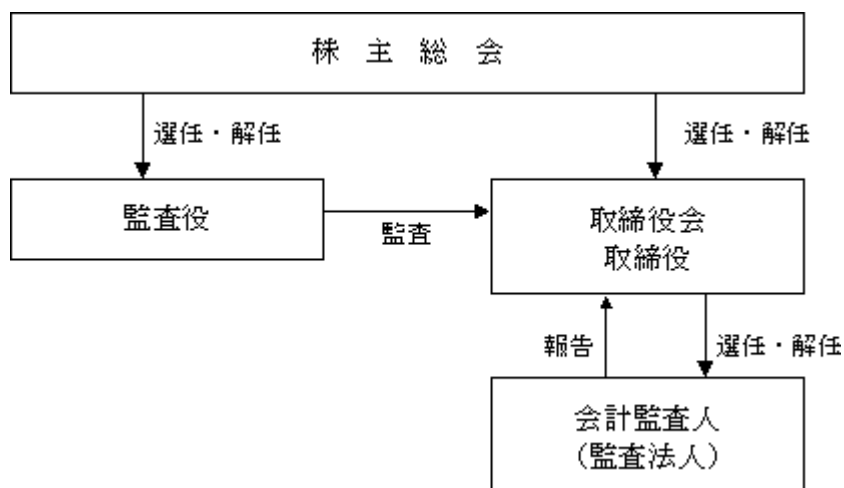 株主総会
選任・解任
選任・解任
監査役
監査
取締役会
取締役
報告
選任・解任
会計監査人
(監査法人)